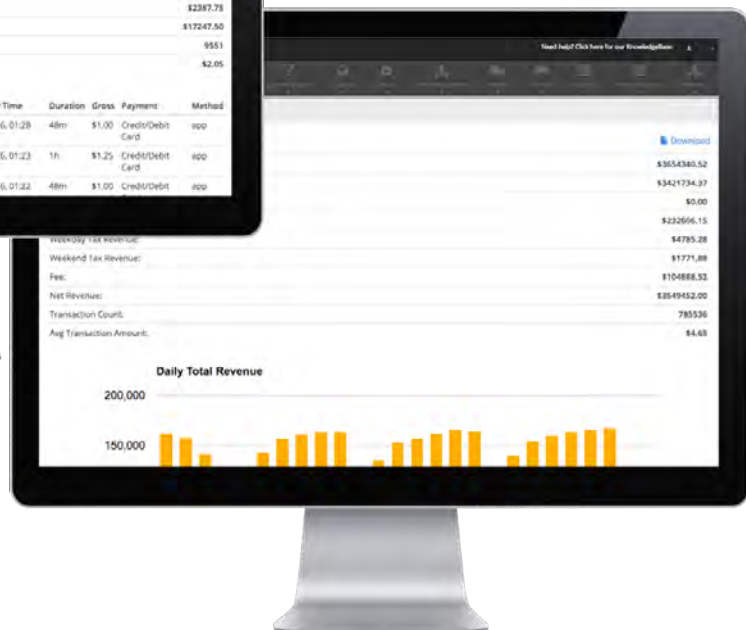 $2387.75
$17247.50
9551
$2.05
Time Duration Gross Payment Method
6, 01:28 48m $1.00 Credit/Debit Card app
6, 01:23 1h $1.25 Credit/Debit Card app
6, 01:22 48m $1.00 Credit/Debit app
Need help? Click here for our KnowledgeBase
Download
$3654340.52
$3421734.37
$0.00
$232606.15
Weekday Tax Revenue: $4785.28
Weekend Tax Revenue: $1771.88
Fee: $104888.52
Net Revenue: $3549452.00
Transaction Count: 785536
Avg Transaction Amount: $4.65
Daily Total Revenue
200,000
150,000